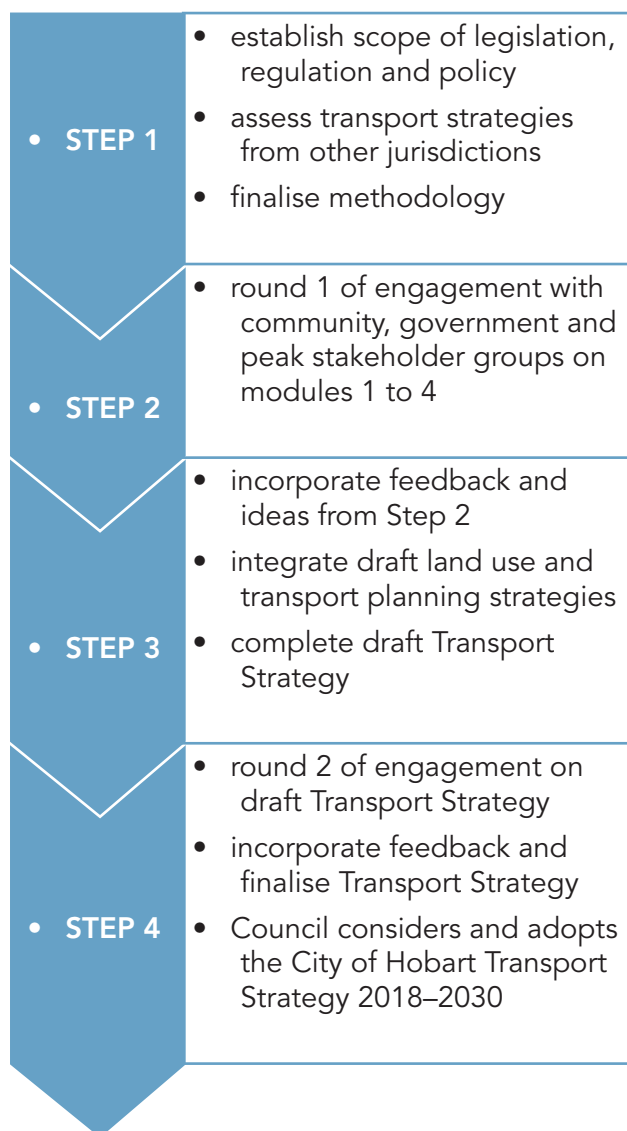 • STEP 1
• establish scope of legislation,
regulation and policy
• assess transport strategies
from other jurisdictions
• finalise methodology
• STEP 2
• round 1 of engagement with
community, government and
peak stakeholder groups on
modules 1 to 4
• STEP 3
• incorporate feedback and
ideas from Step 2
• integrate draft land use and
transport planning strategies
• complete draft Transport
Strategy
• STEP 4
• round 2 of engagement on
draft Transport Strategy
• incorporate feedback and
finalise Transport Strategy
• Council considers and adopts
the City of Hobart Transport
Strategy 2018–2030